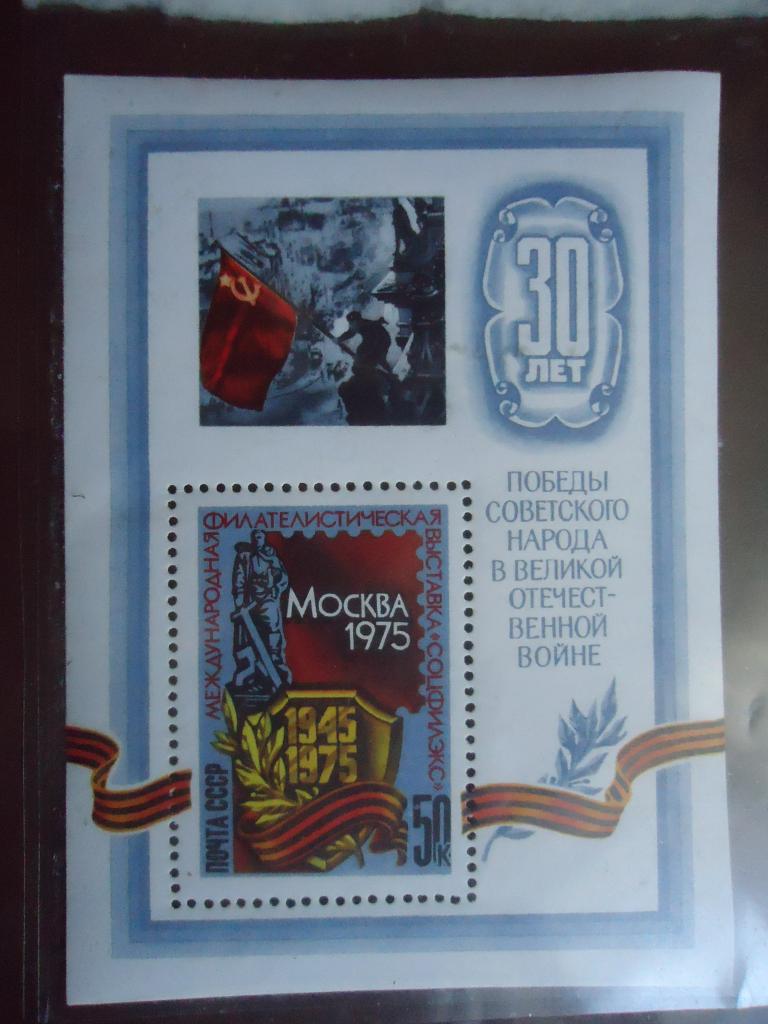 30
ЛЕТ
ПОБЕДЫ
СОВЕТСКОГО
НАРОДА
В ВЕЛИКОЙ
ОТЕЧЕСТ-
ВЕННОЙ
ВОЙНЕ
МЕЖДУНАРОДНАЯ ФИЛАТЕЛИСТИЧЕСКАЯ ВЫСТАВКА «СОЦФИЛЭКС»
МОСКВА
1975
1945
1975
ПОЧТА СССР
50К